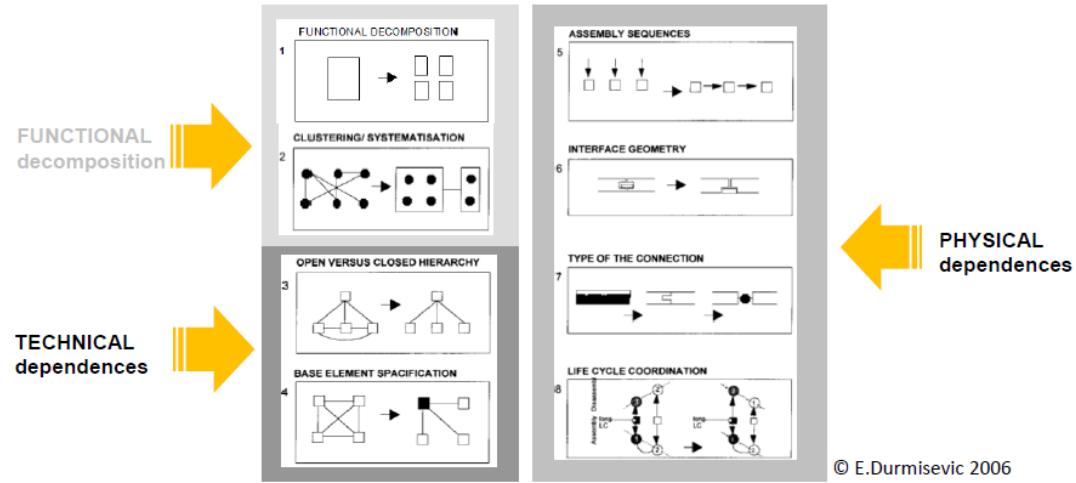 FUNCTIONAL
decomposition
TECHNICAL
dependences
1
FUNCTIONAL DECOMPOSITION
2
CLUSTERING/ SYSTEMATISATION
3
OPEN VERSUS CLOSED HIERARCHY
4
BASE ELEMENT SPACIFICATION
5
ASSEMBLY SEQUENCES
6
INTERFACE GEOMETRY
7
TYPE OF THE CONNECTION
8
LIFE CYCLE COORDINATION
Assembly Disassembl
long
LC
long
LC
PHYSICAL
dependences
© E.Durmisevic 2006